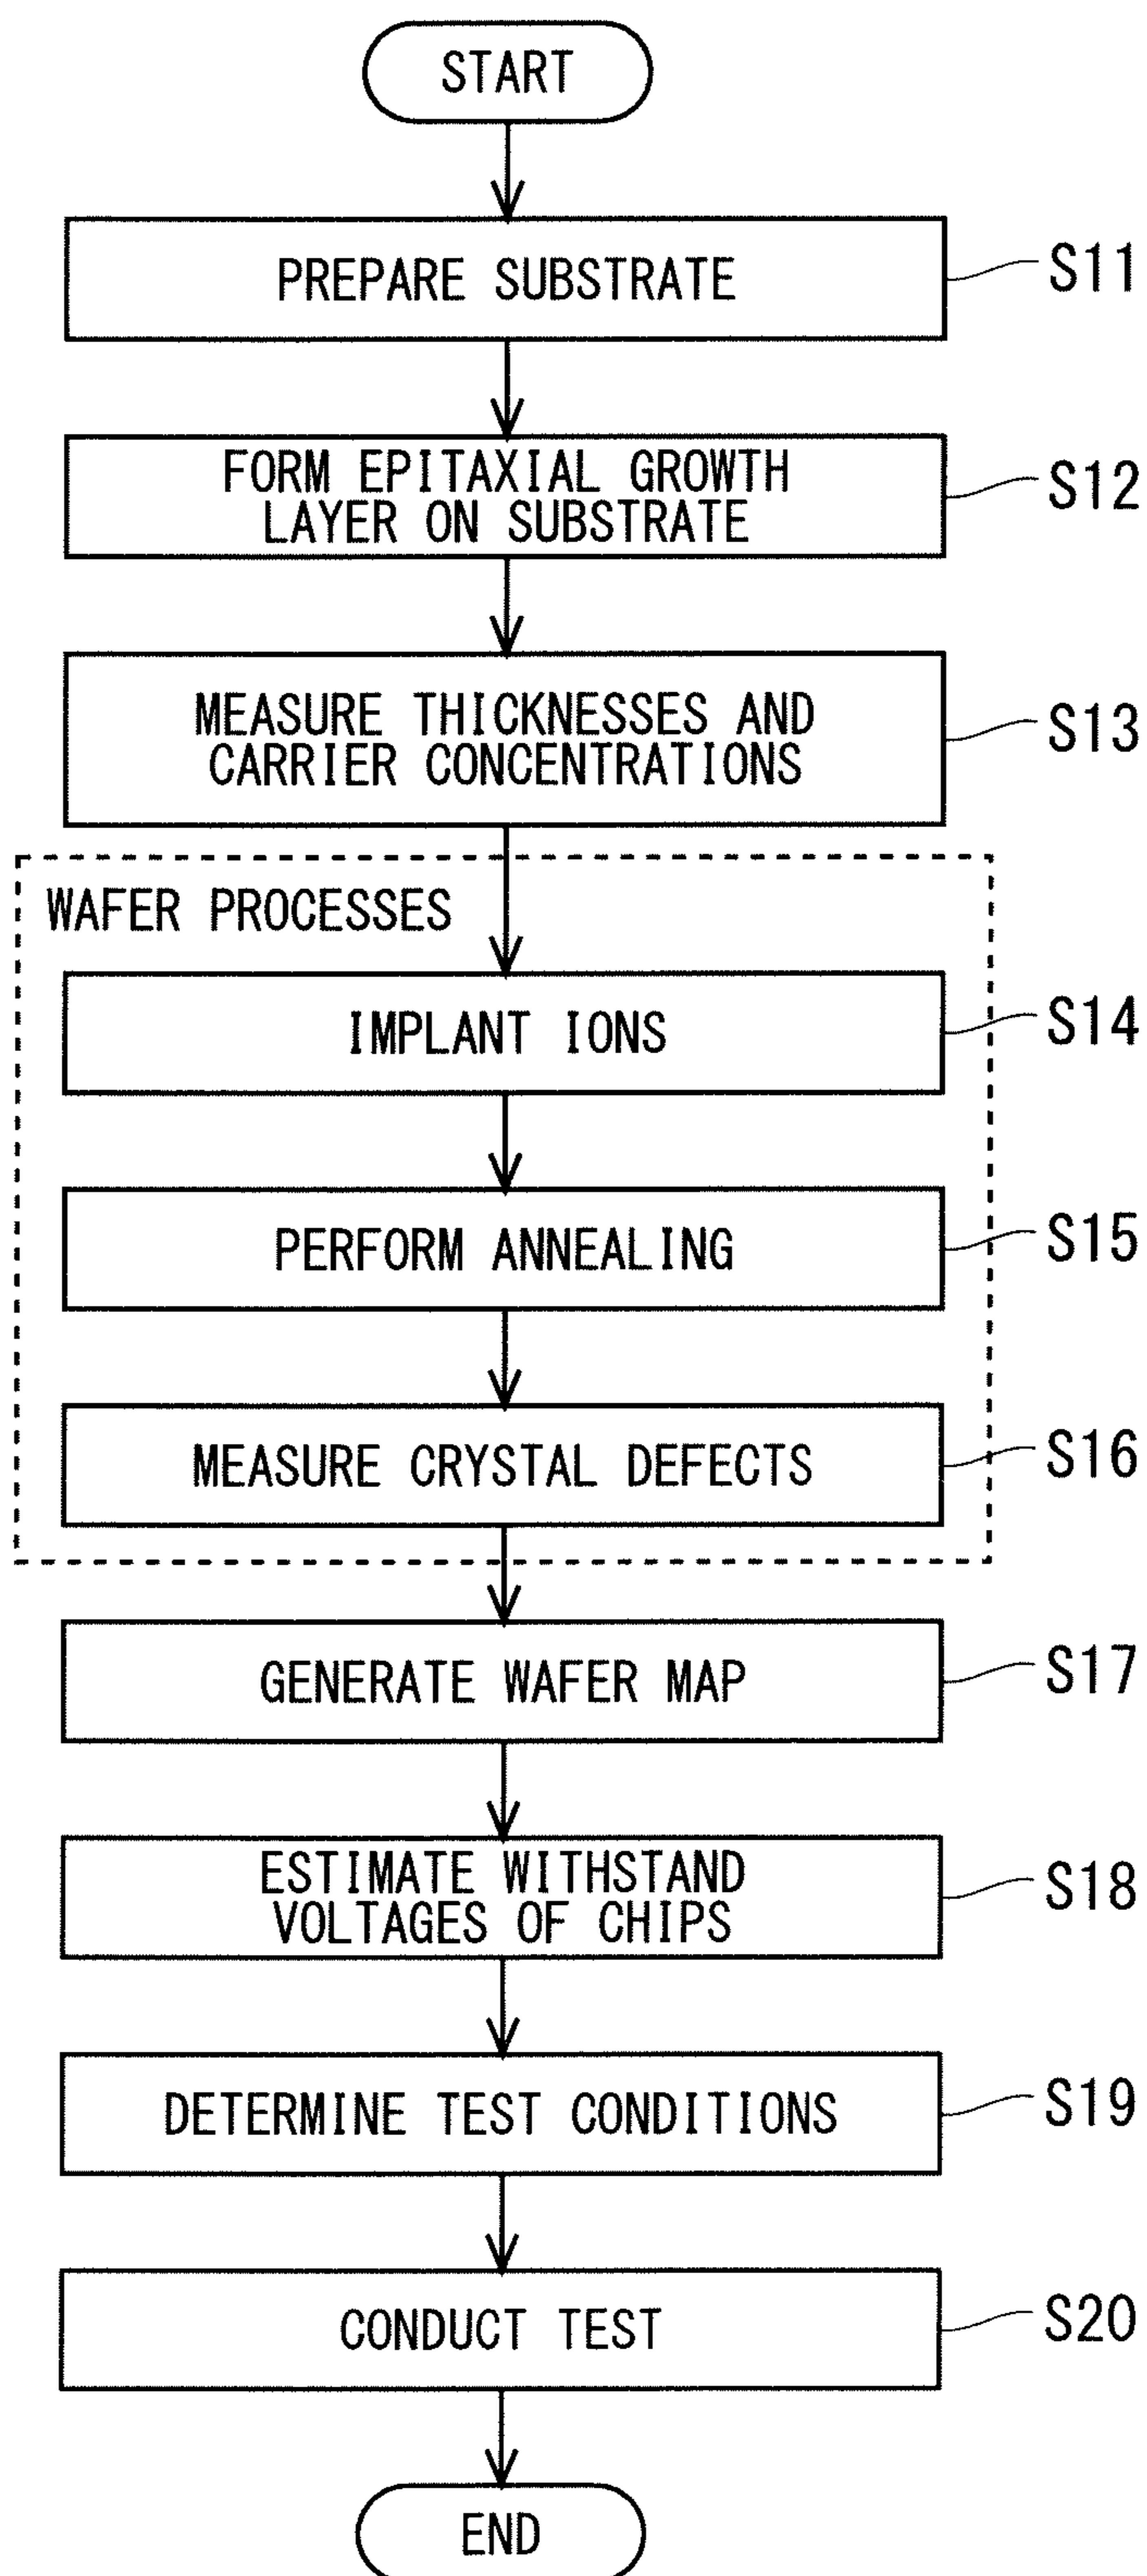 START
PREPARE SUBSTRATE
S11
FORM EPITAXIAL GROWTH
LAYER ON SUBSTRATE
S12
MEASURE THICKNESSES AND
CARRIER CONCENTRATIONS
S13
WAFER PROCESSES
IMPLANT IONS
S14
PERFORM ANNEALING
S15
MEASURE CRYSTAL DEFECTS
S16
GENERATE WAFER MAP
S17
ESTIMATE WITHSTAND
VOLTAGES OF CHIPS
S18
DETERMINE TEST CONDITIONS
S19
CONDUCT TEST
S20
END